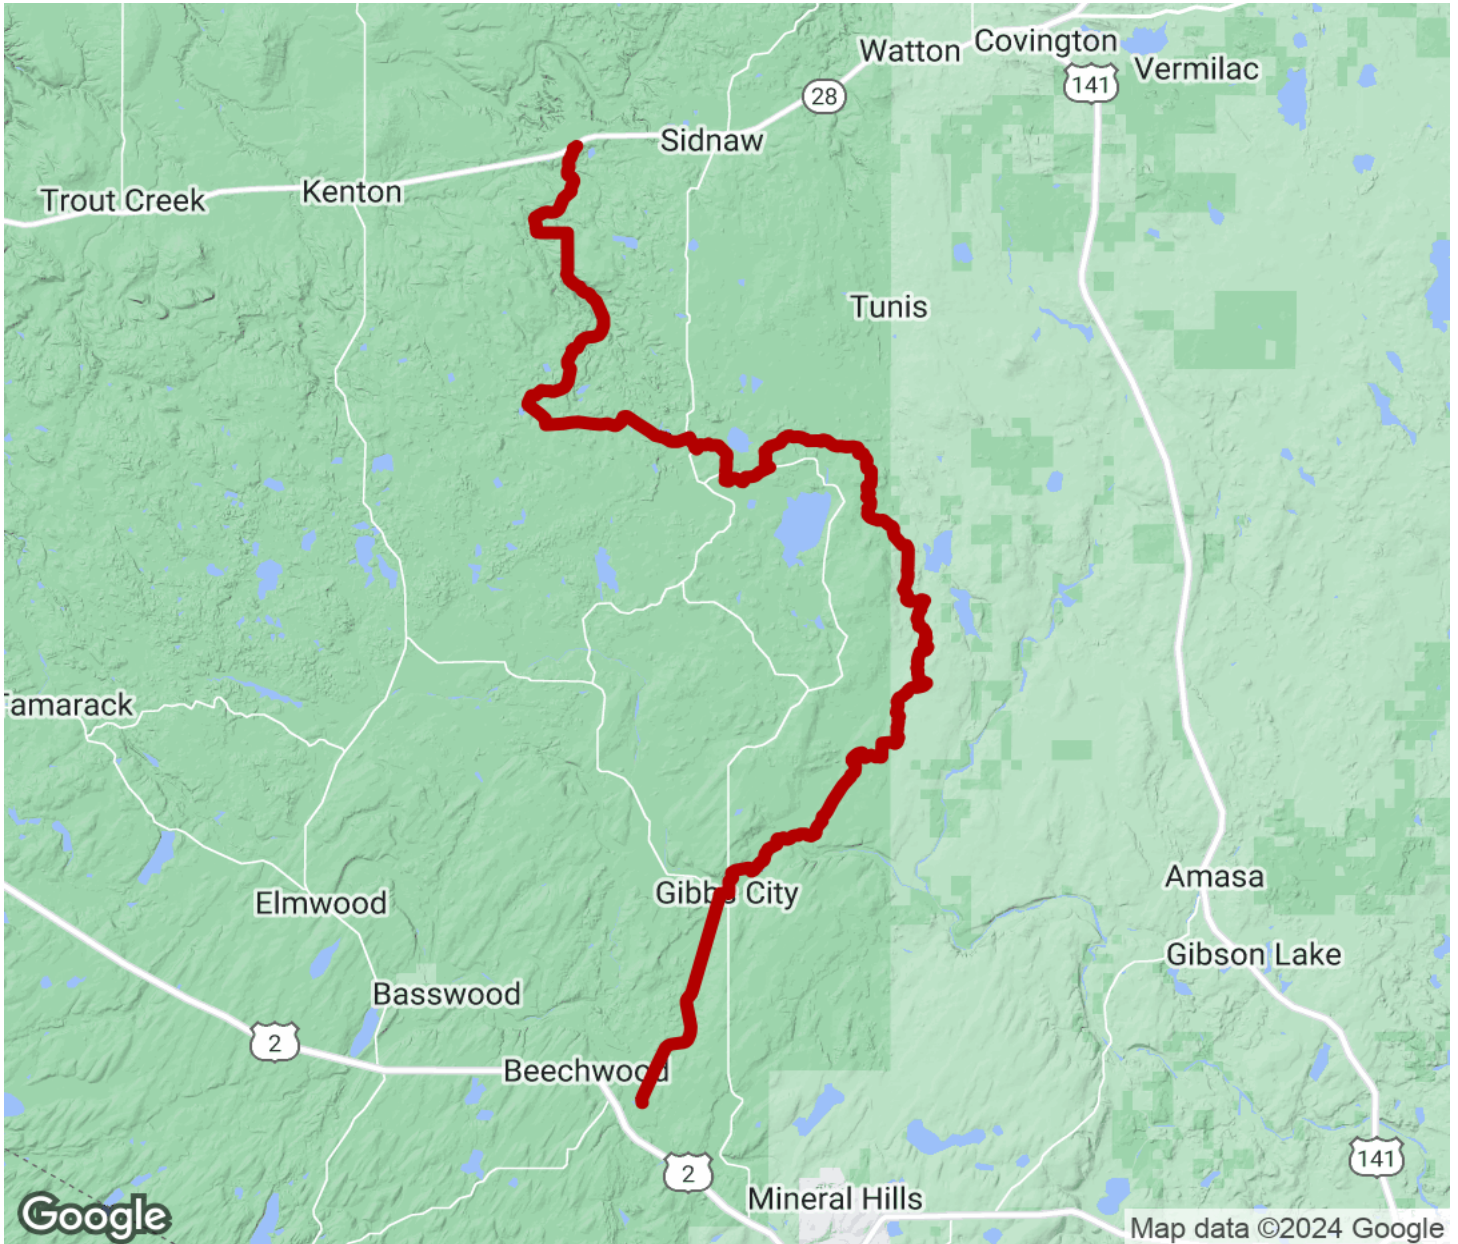 Watton
Covington
141
Vermilac
28
Sidnaw
Kenton
Trout Creek
Tunis
Tamarack
Elmwood
Gibbs City
Amasa
Gibson Lake
Basswood
2
Beechwood
2
141
Mineral Hills
Google
Map data ©2024 Google